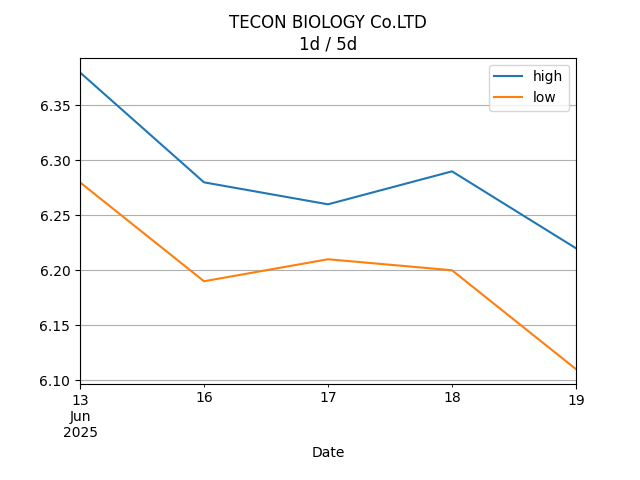 TECON BIOLOGY Co.LTD
1d / 5d
high
low
6.35
6.30
6.25
6.20
6.15
6.10
13 16 17 18 19
Jun
2025
Date